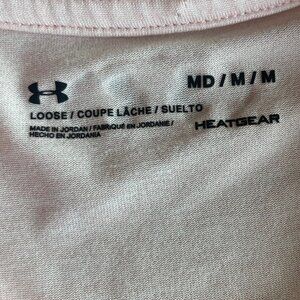 MD / M / M
LOOSE / COUPE LÂCHE / SUELTO
MADE IN JORDAN / FABRIQUÉ EN JORDANIE /
HECHO EN JORDANIA
HEATGEAR